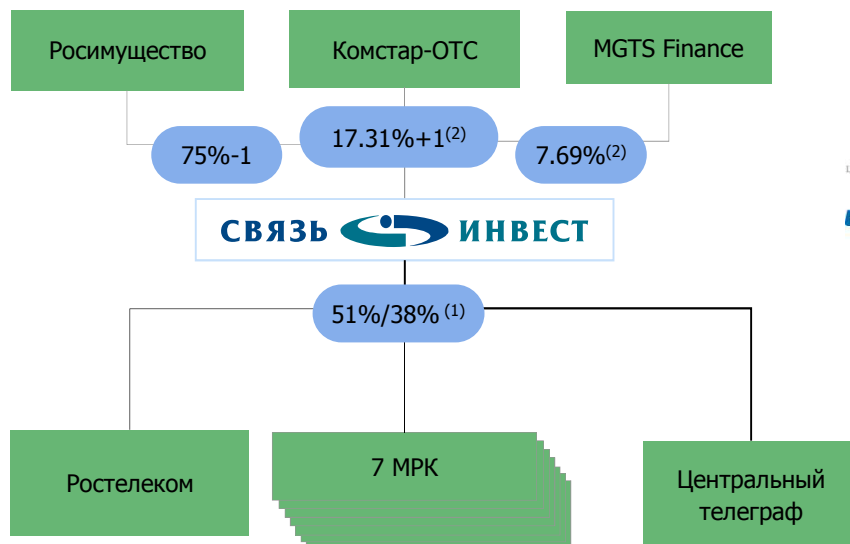 Росимущество
Комстар-ОТС
MGTS Finance
75%-1
17.31%+1(2)
7.69%(2)
СВЯЗЬ ИНВЕСТ
51%/38% (1)
Ростелеком
7 МРК
Центральный
телеграф